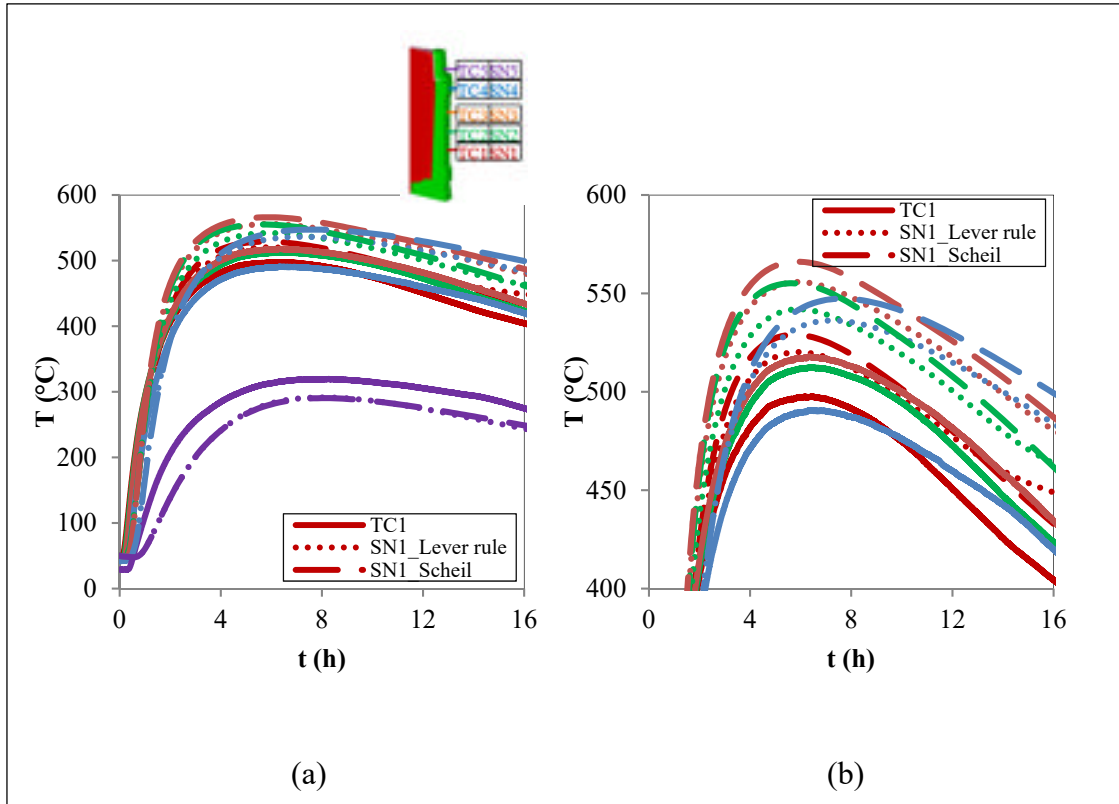 TC5 SN5
TC4 SN4
TC3 SN3
TC2 SN2
TC1 SN1
600
500
400
300
200
100
0
T (°C)
0 4 8 12 16
t (h)
TC1
SN1_Lever rule
SN1_Scheil
(a)
600
550
500
450
400
T (°C)
0 4 8 12 16
t (h)
TC1
SN1_Lever rule
SN1_Scheil
(b)